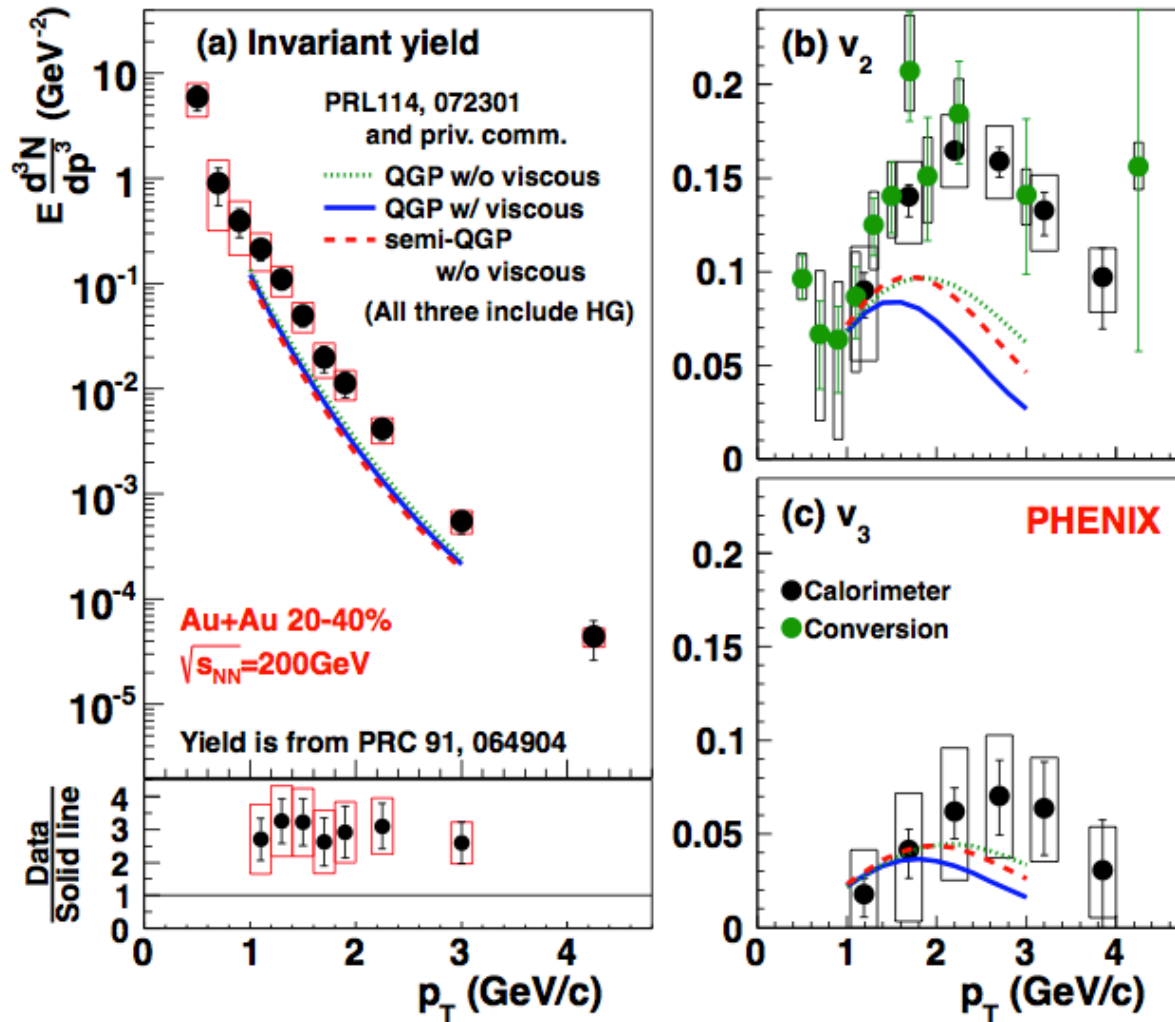 (a) Invariant yield
E d³N/dp³ (GeV⁻²)
PRL114, 072301
and priv. comm.
QGP w/o viscous
QGP w/ viscous
semi-QGP
w/o viscous
(All three include HG)
10
1
10⁻¹
10⁻²
10⁻³
10⁻⁴
10⁻⁵
Au+Au 20-40%
√s_NN=200GeV
Yield is from PRC 91, 064904
Data
Solid line
4
3
2
1
0
0 1 2 3 4
p_T (GeV/c)
(b) v₂
0.2
0.15
0.1
0.05
0
(c) v₃
PHENIX
Calorimeter
Conversion
0.2
0.15
0.1
0.05
0
0 1 2 3 4
p_T (GeV/c)